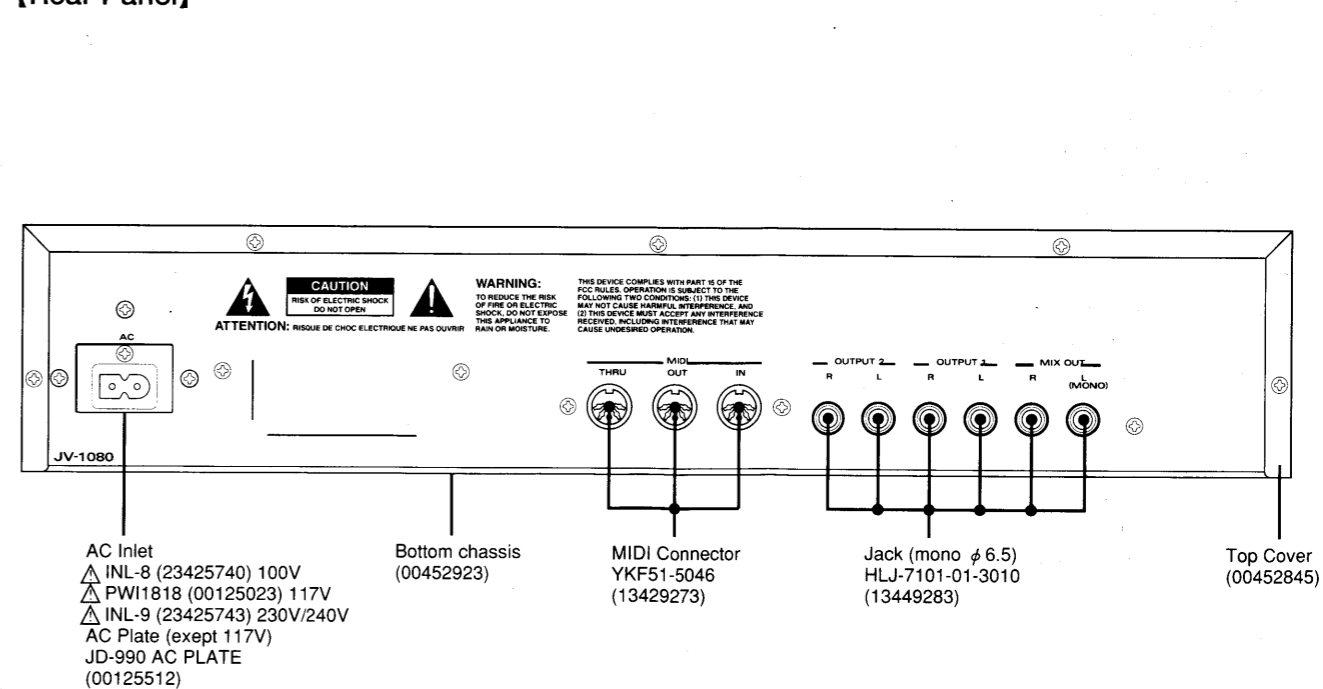 【Rear Panel】
CAUTION
RISK OF ELECTRIC SHOCK
DO NOT OPEN
ATTENTION: RISQUE DE CHOC ELECTRIQUE NE PAS OUVRIR
WARNING:
TO REDUCE THE RISK
OF FIRE OR ELECTRIC
SHOCK, DO NOT EXPOSE
THIS APPLIANCE TO
RAIN OR MOISTURE.
THIS DEVICE COMPLIES WITH PART 15 OF THE
FCC RULES. OPERATION IS SUBJECT TO THE
FOLLOWING TWO CONDITIONS: (1) THIS DEVICE
MAY NOT CAUSE HARMFUL INTERFERENCE, AND
(2) THIS DEVICE MUST ACCEPT ANY INTERFERENCE
RECEIVED, INCLUDING INTERFERENCE THAT MAY
CAUSE UNDESIRED OPERATION.
AC
MIDI
THRU OUT IN
OUTPUT 2 OUTPUT 1 MIX OUT
R L R L R L
(MONO)
JV-1080
AC Inlet
⚠ INL-8 (23425740) 100V
⚠ PWI1818 (00125023) 117V
⚠ INL-9 (23425743) 230V/240V
AC Plate (exept 117V)
JD-990 AC PLATE
(00125512)
Bottom chassis
(00452923)
MIDI Connector
YKF51-5046
(13429273)
Jack (mono φ6.5)
HLJ-7101-01-3010
(13449283)
Top Cover
(00452845)